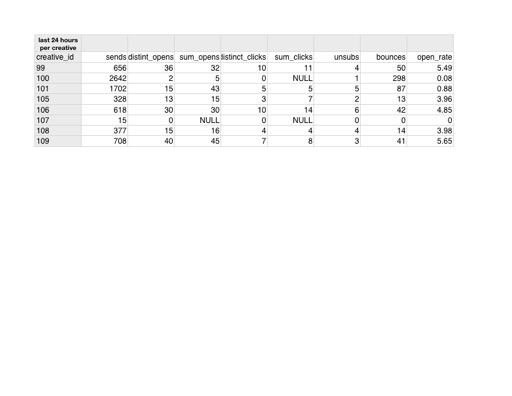 last 24 hours
per creative
creative_id sends distint_opens sum_opens distinct_clicks sum_clicks unsubs bounces open_rate
99 656 36 32 10 11 4 50 5.49
100 2642 2 5 0 NULL 1 298 0.08
101 1702 15 43 5 5 5 87 0.88
105 328 13 15 3 7 2 13 3.96
106 618 30 30 10 14 6 42 4.85
107 15 0 NULL 0 NULL 0 0 0
108 377 15 16 4 4 4 14 3.98
109 708 40 45 7 8 3 41 5.65